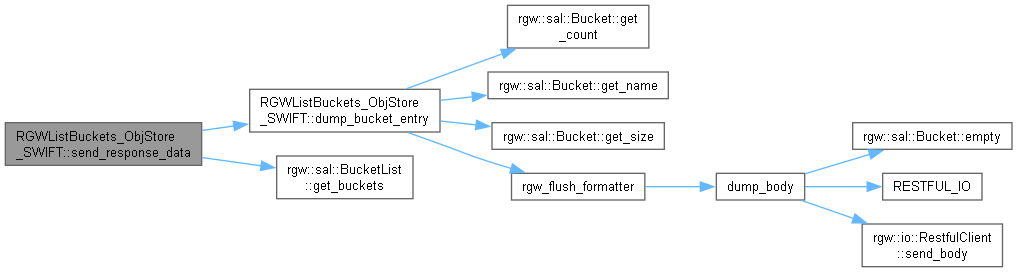 RGWListBuckets_ObjStore
_SWIFT::send_response_data
RGWListBuckets_ObjStore
_SWIFT::dump_bucket_entry
rgw::sal::BucketList
::get_buckets
rgw::sal::Bucket::get
_count
rgw::sal::Bucket::get_name
rgw::sal::Bucket::get_size
rgw_flush_formatter
dump_body
rgw::sal::Bucket::empty
RESTFUL_IO
rgw::io::RestfulClient
::send_body